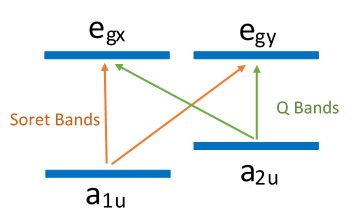 egx egy
Soret Bands
Q Bands
a1u
a2u